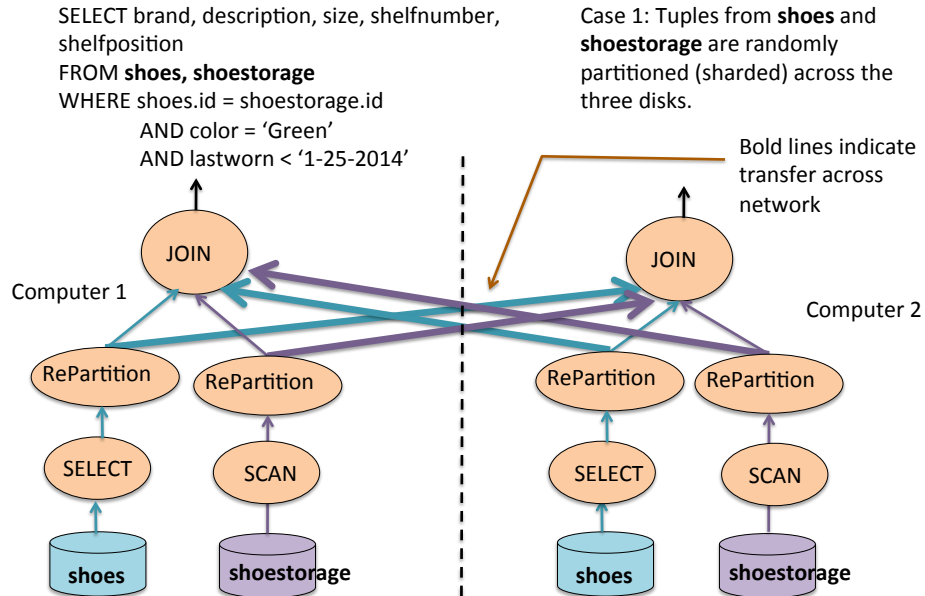 SELECT brand, description, size, shelfnumber,
shelfposition
FROM shoes, shoestorage
WHERE shoes.id = shoestorage.id
AND color = ‘Green’
AND lastworn < ‘1-25-2014’
Case 1: Tuples from shoes and
shoestorage are randomly
partitioned (sharded) across the
three disks.
Bold lines indicate
transfer across
network
JOIN
JOIN
Computer 1
Computer 2
RePartition
RePartition
RePartition
RePartition
SELECT
SCAN
SELECT
SCAN
shoes
shoestorage
shoes
shoestorage